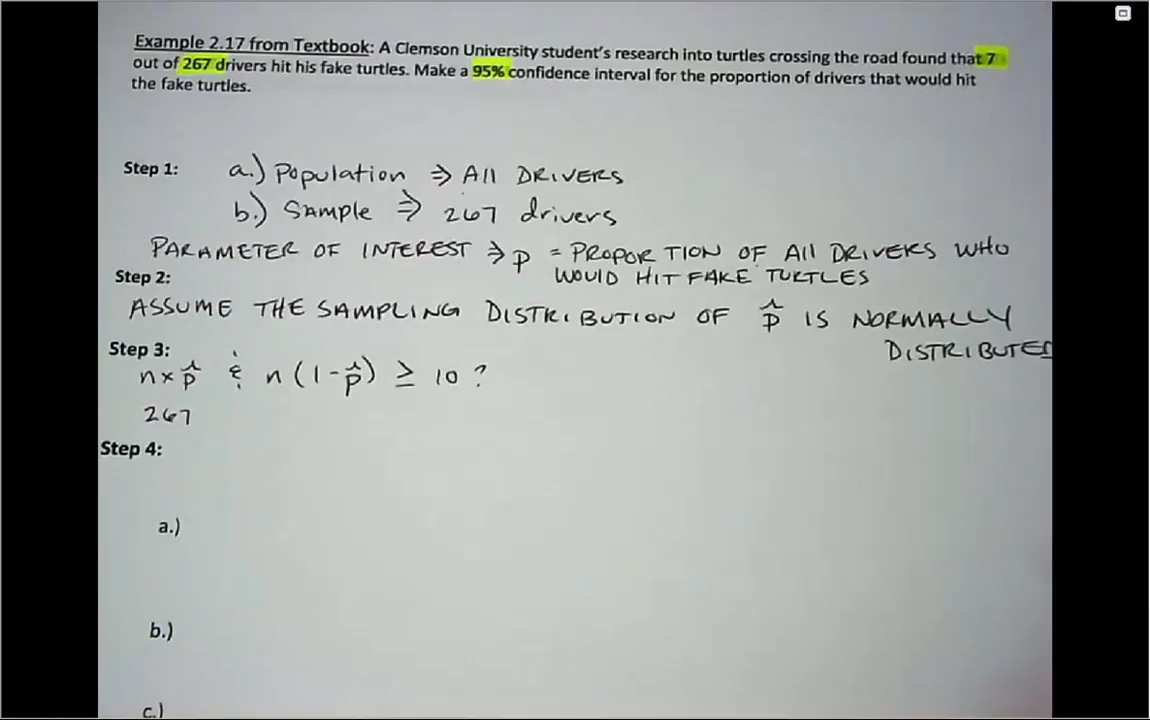 Example 2.17 from Textbook: A Clemson University student's research into turtles crossing the road found that 7
out of 267 drivers hit his fake turtles. Make a 95% confidence interval for the proportion of drivers that would hit
the fake turtles.
Step 1: a.) Population ⇒ All DRIVERS
b.) Sample ⇒ 267 drivers
PARAMETER OF INTEREST ⇒ p = PROPORTION OF All DRIVERS WHO
WOULD HIT FAKE TURTLES
Step 2:
ASSUME THE SAMPLING DISTRIBUTION OF p̂ IS NORMALLY
DISTRIBUTED
Step 3:
n × p̂ & n (1 - p̂) ≥ 10 ?
267
Step 4:
a.)
b.)
c.)